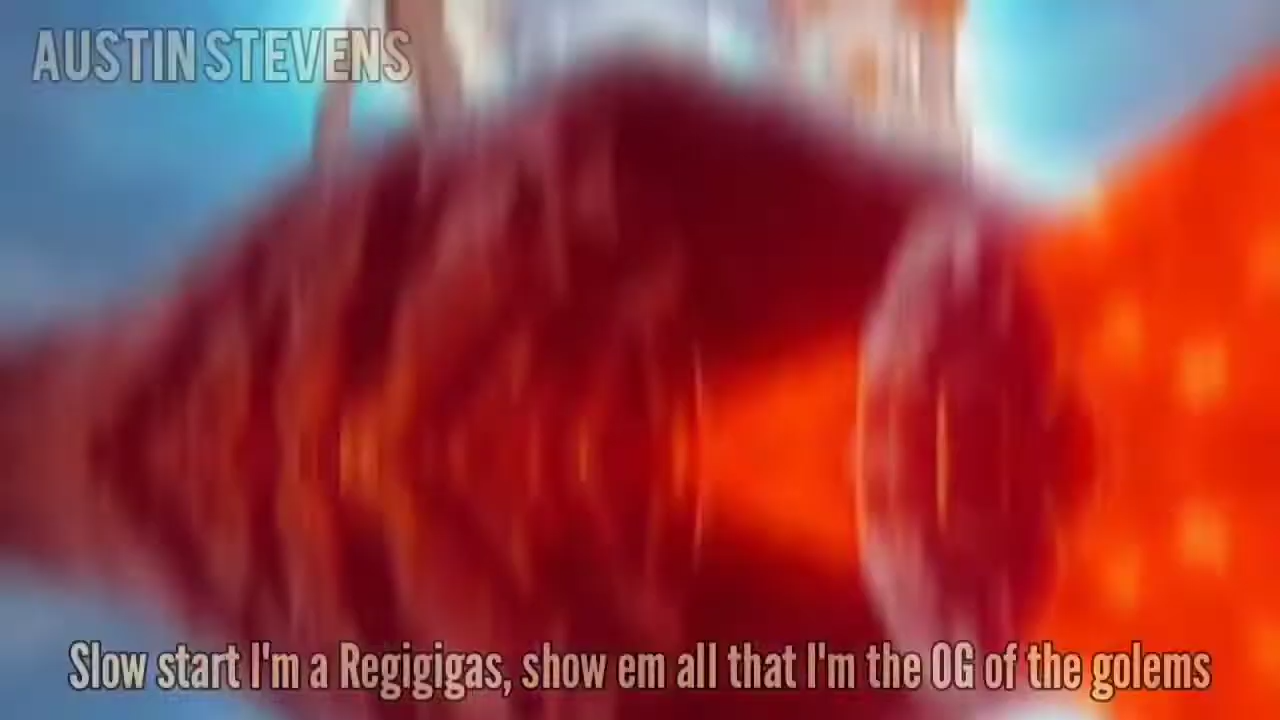 AUSTIN STEVENS
Slow start I'm a Regigigas, show em all that I'm the OG of the golems